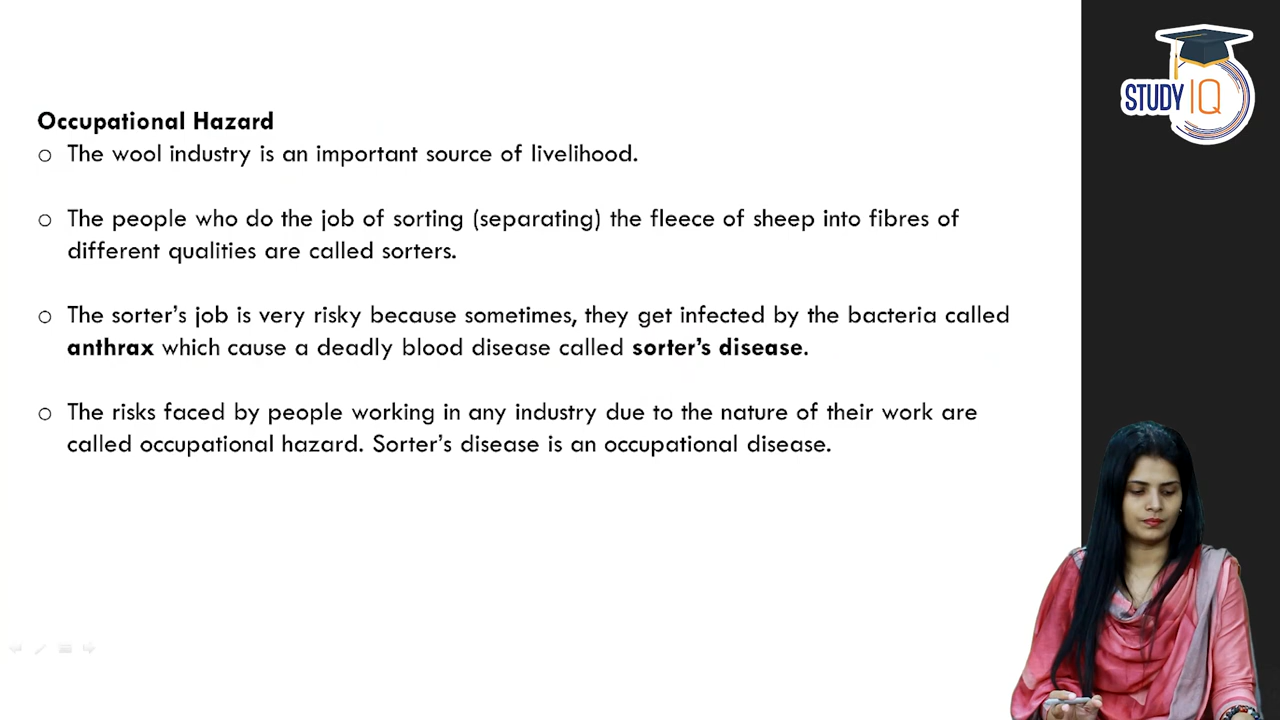 STUDY IQ
Occupational Hazard
○ The wool industry is an important source of livelihood.
○ The people who do the job of sorting (separating) the fleece of sheep into fibres of
different qualities are called sorters.
○ The sorter's job is very risky because sometimes, they get infected by the bacteria called
anthrax which cause a deadly blood disease called sorter's disease.
○ The risks faced by people working in any industry due to the nature of their work are
called occupational hazard. Sorter's disease is an occupational disease.